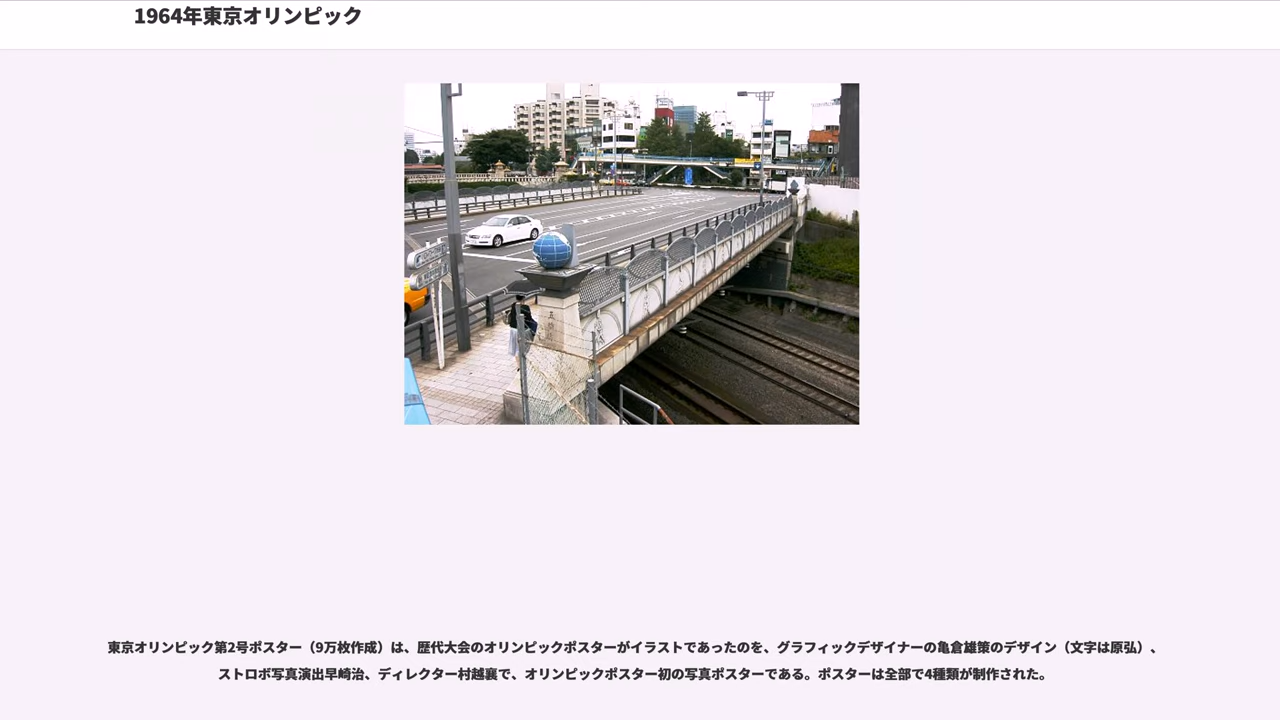 1964年東京オリンピック
東京オリンピック第2号ポスター（9万枚作成）は、歴代大会のオリンピックポスターがイラストであったのを、グラフィックデザイナーの亀倉雄策のデザイン（文字は原弘）、
ストロボ写真演出早崎治、ディレクター村越襄で、オリンピックポスター初の写真ポスターである。ポスターは全部で4種類が制作された。